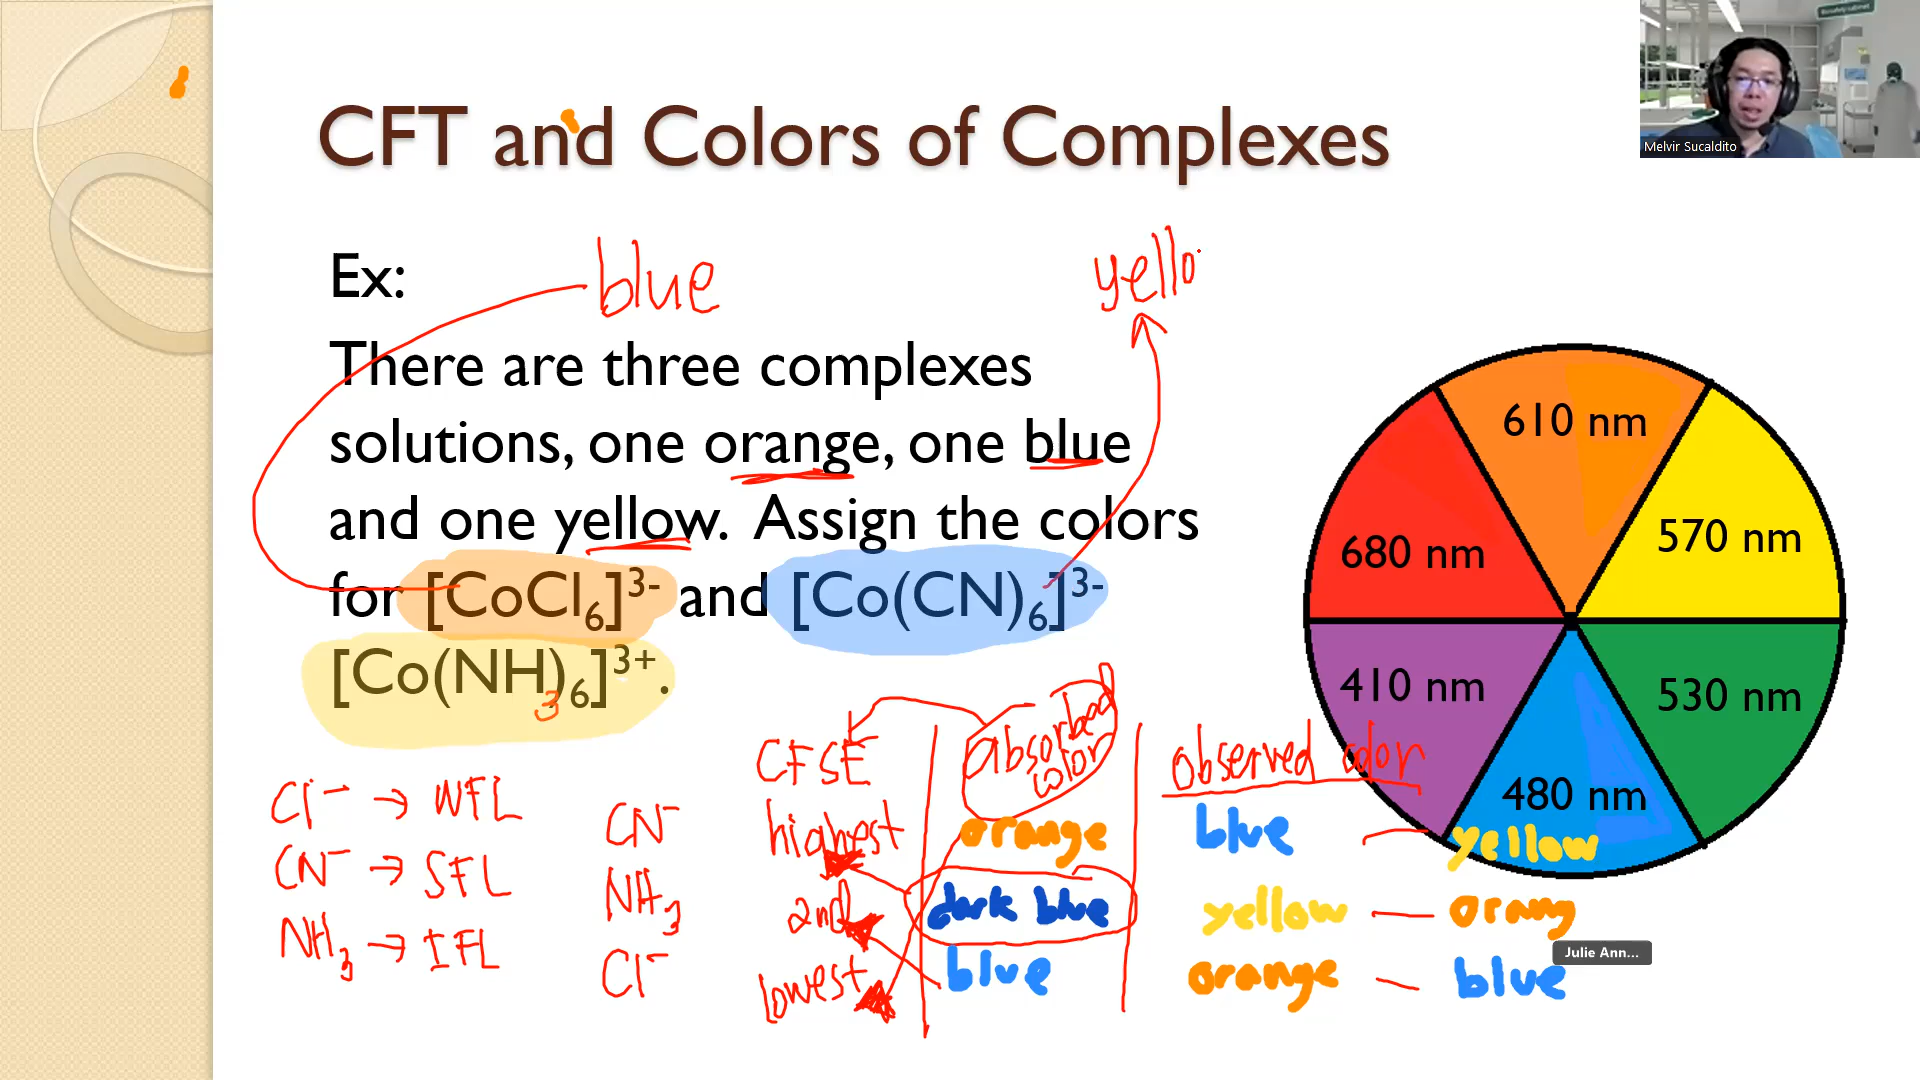 Melvir Sucaldito
CFT and Colors of Complexes
Ex:
blue
yello
There are three complexes
solutions, one orange, one blue
and one yellow. Assign the colors
for [CoCl6]3- and [Co(CN)6]3-
[Co(NH3)6]3+.
610 nm
680 nm
570 nm
410 nm
530 nm
480 nm
Cl- → WFL
CN- → SFL
NH3 → IFL
CN-
NH3
Cl-
CFSE
highest
2nd
lowest
absorbed
color
orange
dark blue
blue
observed color
blue — yellow
yellow — orang
orange — blue
Julie Ann...